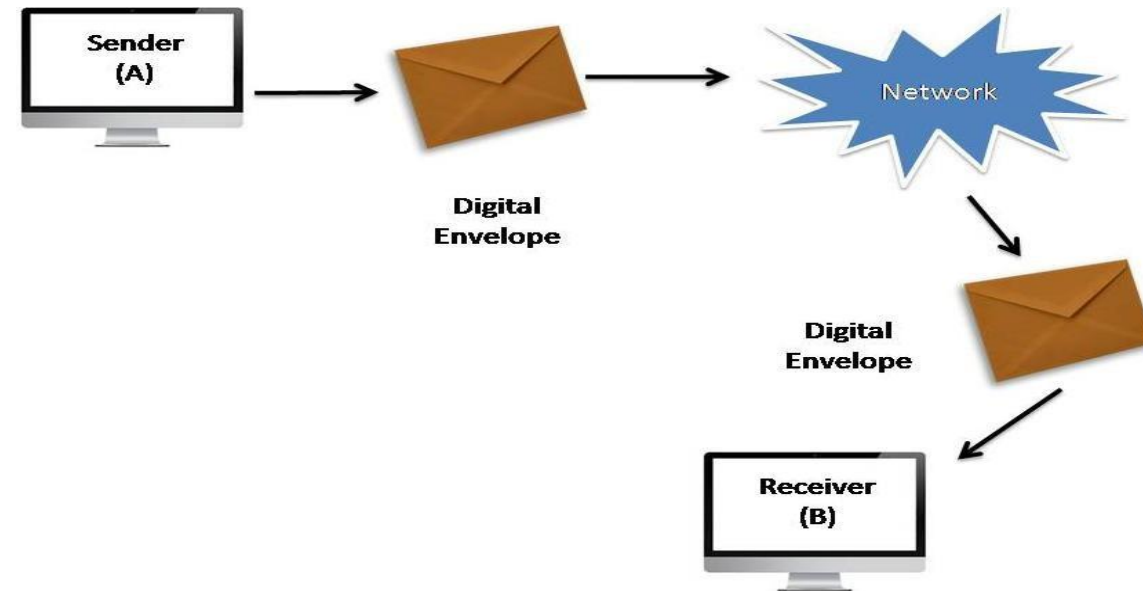 Sender
(A)
Digital
Envelope
Network
Digital
Envelope
Receiver
(B)